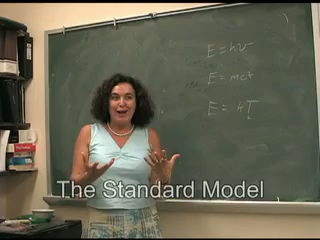 E = hν
E = mc²
E = kT
The Standard Model